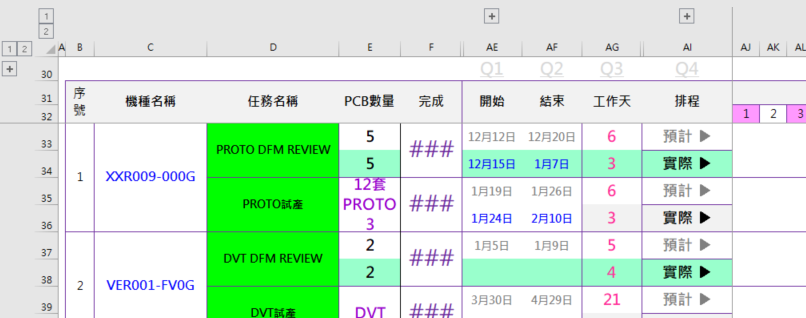 1
2
1 2
A B C D E F AE AF AG AI AJ AK AL
30 Q1 Q2 Q3 Q4
31 序號 機種名稱 任務名稱 PCB數量 完成 開始 結束 工作天 排程
32 1 2 3
33 5 12月12日 12月20日 6 預計 ▶
1 XXR009-000G PROTO DFM REVIEW ###
34 5 12月15日 1月7日 3 實際 ▶
35 12套 1月19日 1月26日 6 預計 ▶
PROTO試產 PROTO ###
36 3 1月24日 2月10日 3 實際 ▶
37 2 1月5日 1月9日 5 預計 ▶
2 VER001-FV0G DVT DFM REVIEW ###
38 2 4 實際 ▶
39 DVT試產 DVT ### 3月30日 4月29日 21 預計 ▶